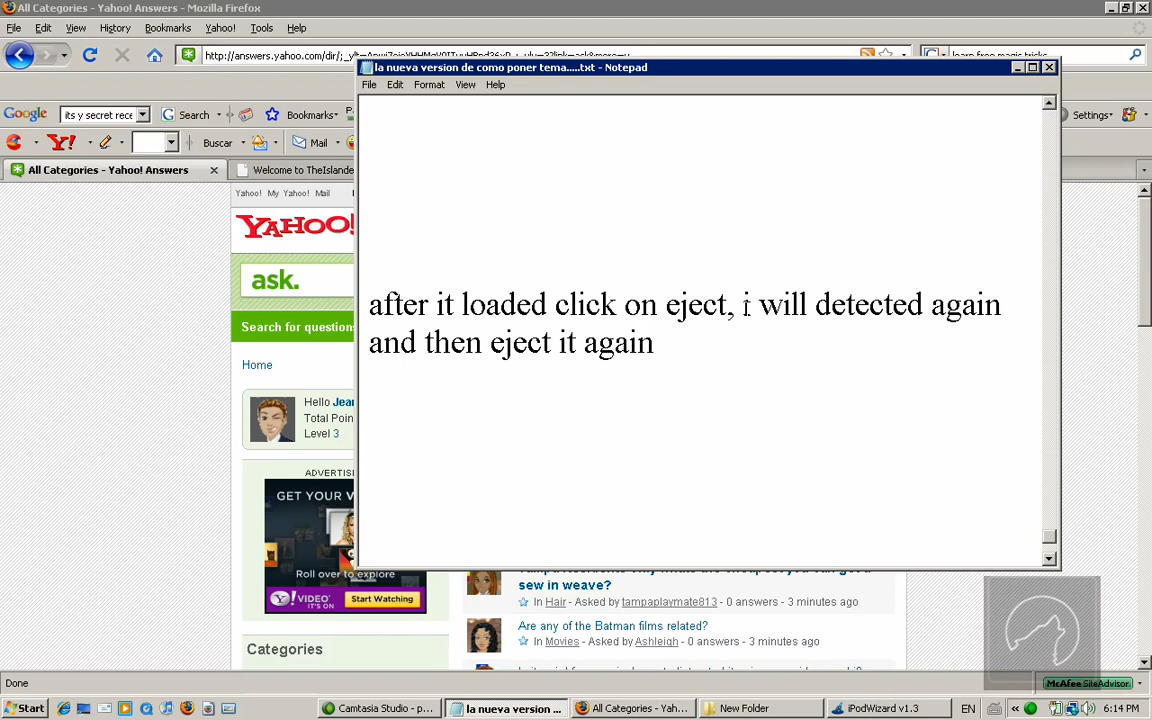 All Categories - Yahoo! Answers - Mozilla Firefox
File Edit View History Bookmarks Yahoo! Tools Help
la nueva version de como poner tema.....txt - Notepad
File Edit Format View Help
Google its y secret rece Search Bookmarks Settings
Y! Buscar Mail
All Categories - Yahoo! Answers Welcome to TheIslande
Yahoo! My Yahoo! Mail
YAHOO!
ask.
after it loaded click on eject, i will detected again
and then eject it again
Search for question
Home
Hello Jear
Total Poin
Level 3
ADVERTIS
GET YOUR V
Roll over to explore
Y! VIDEO IT'S ON Start Watching
sew in weave?
In Hair - Asked by tampaplaymate813 - 0 answers - 3 minutes ago
Are any of the Batman films related?
In Movies - Asked by Ashleigh - 0 answers - 3 minutes ago
Categories
Done
McAfee SiteAdvisor
Start Camtasia Studio - p... la nueva version ... All Categories - Yaho... New Folder iPodWizard v1.3 EN 6:14 PM